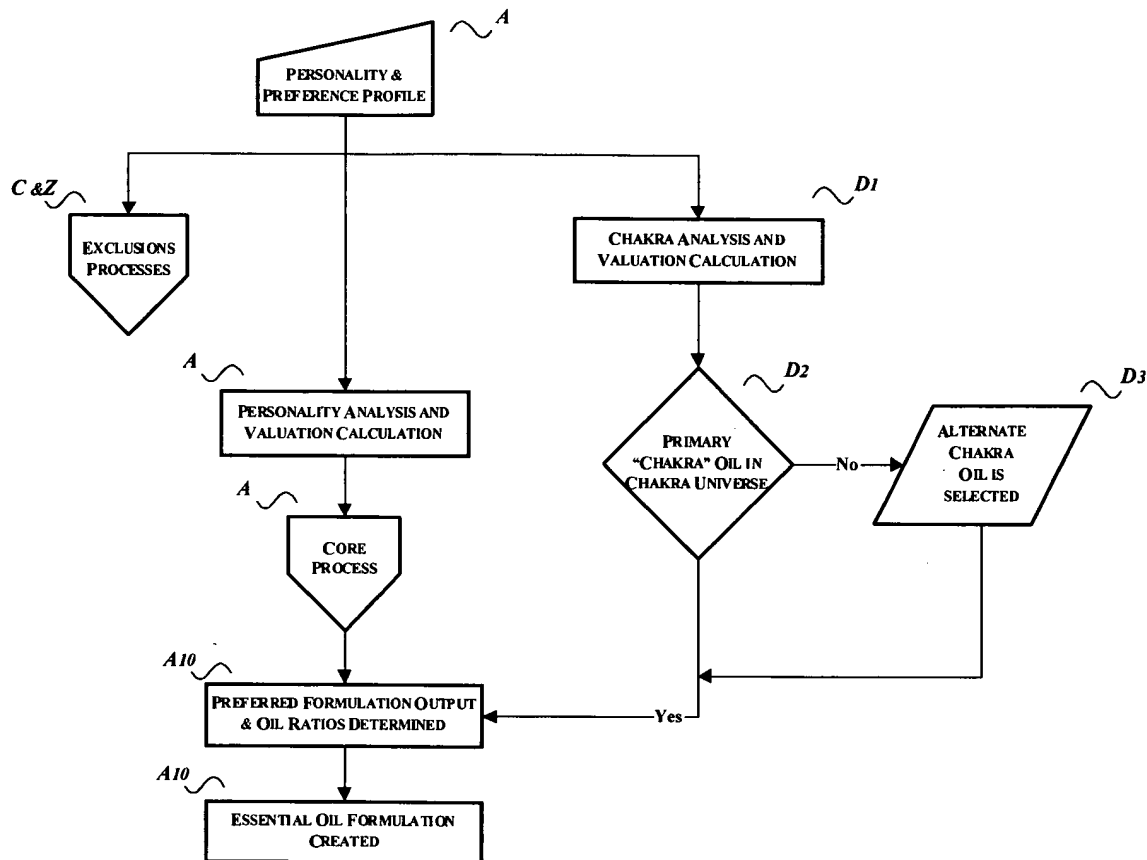 A
PERSONALITY &
PREFERENCE PROFILE
C &Z
EXCLUSIONS
PROCESSES
D1
CHAKRA ANALYSIS AND
VALUATION CALCULATION
A
PERSONALITY ANALYSIS AND
VALUATION CALCULATION
D2
PRIMARY
“CHAKRA” OIL IN
CHAKRA UNIVERSE
No
D3
ALTERNATE
CHAKRA
OIL IS
SELECTED
A
CORE
PROCESS
A10
PREFERRED FORMULATION OUTPUT
& OIL RATIOS DETERMINED
Yes
A10
ESSENTIAL OIL FORMULATION
CREATED